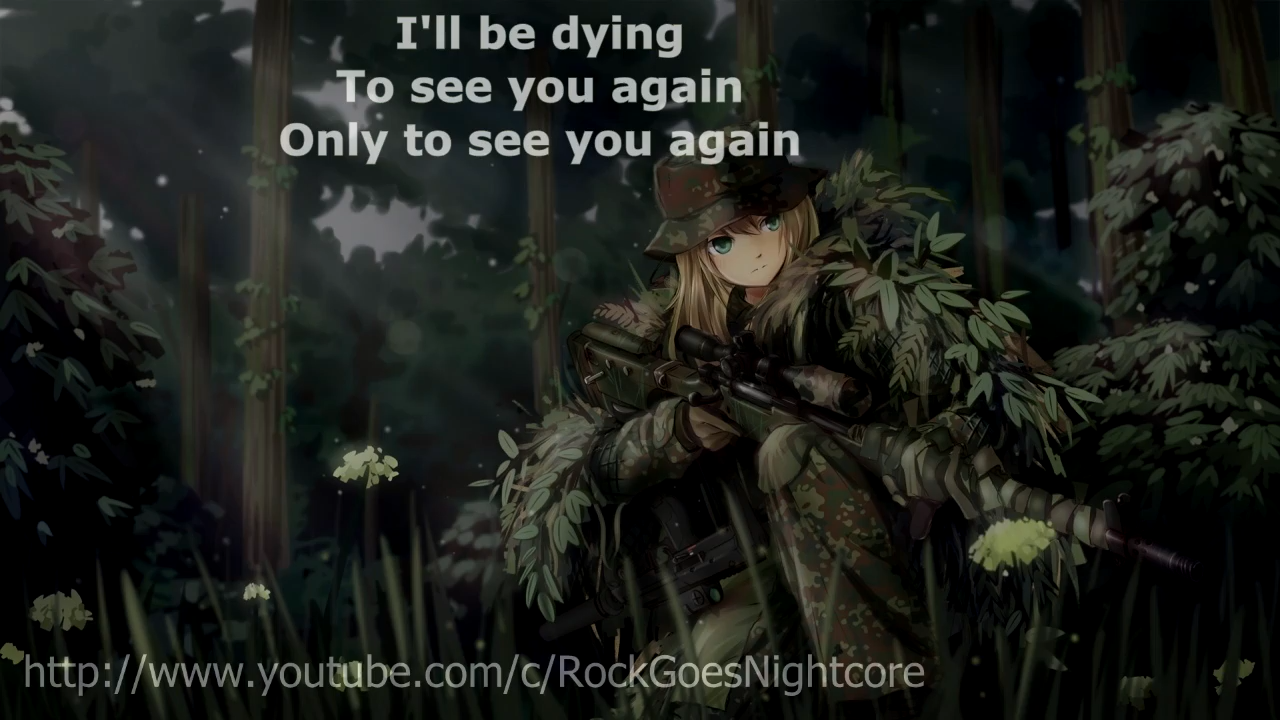 I'll be dying
To see you again
Only to see you again
http://www.youtube.com/c/RockGoesNightcore